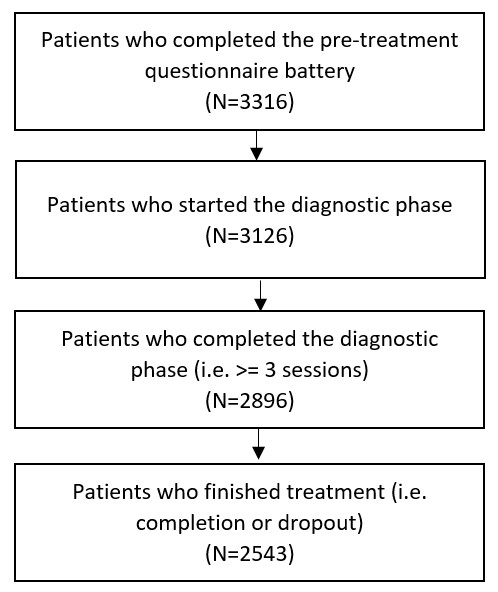 Patients who completed the pre-treatment
questionnaire battery
(N=3316)
Patients who started the diagnostic phase
(N=3126)
Patients who completed the diagnostic
phase (i.e. >= 3 sessions)
(N=2896)
Patients who finished treatment (i.e.
completion or dropout)
(N=2543)